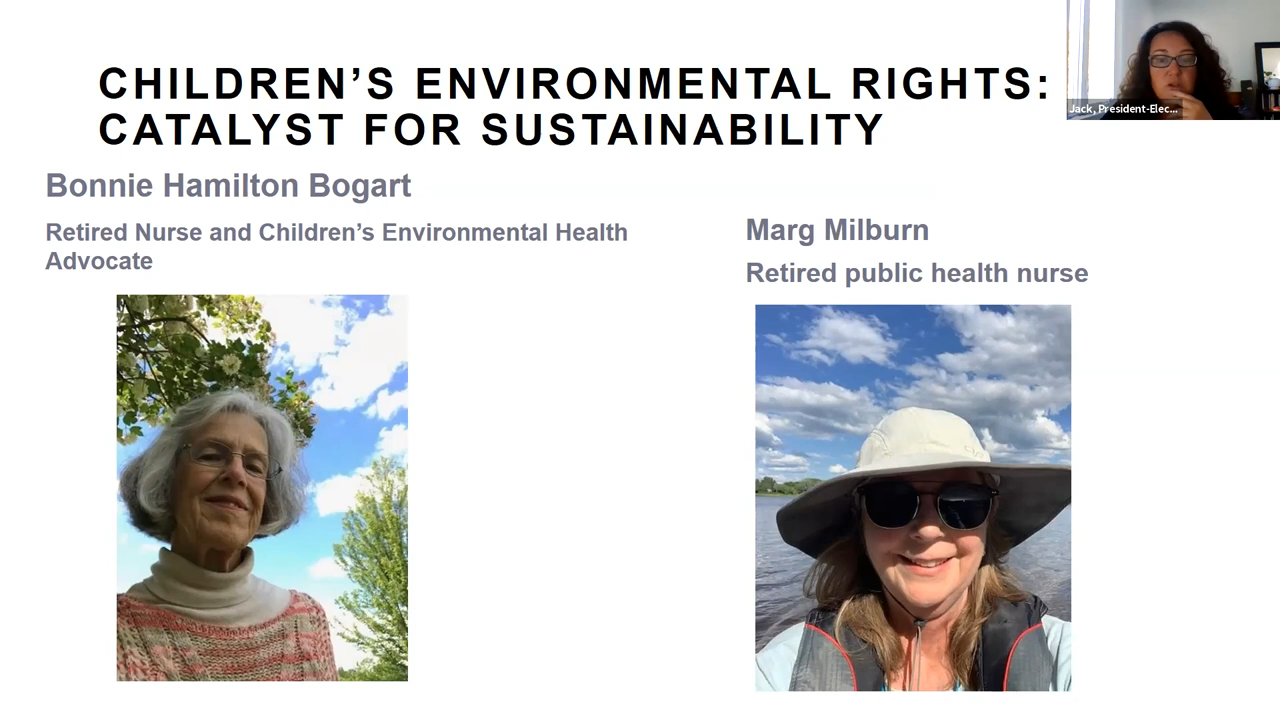 CHILDREN’S ENVIRONMENTAL RIGHTS:
CATALYST FOR SUSTAINABILITY
Jack, President-Elec...
Bonnie Hamilton Bogart
Retired Nurse and Children’s Environmental Health
Advocate
Marg Milburn
Retired public health nurse